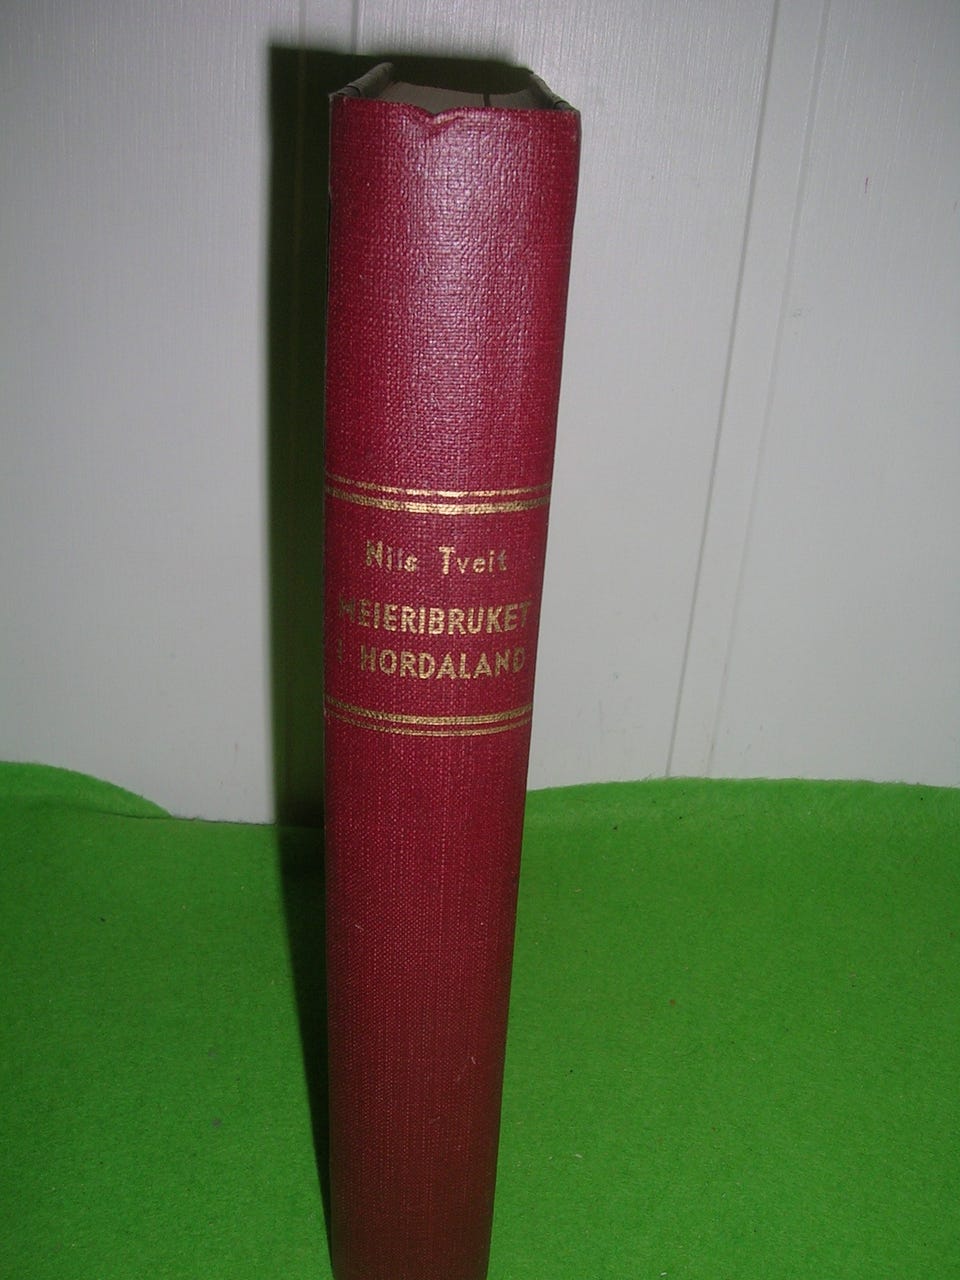 Nils Tveit
MEIERIBRUKET
I HORDALAND